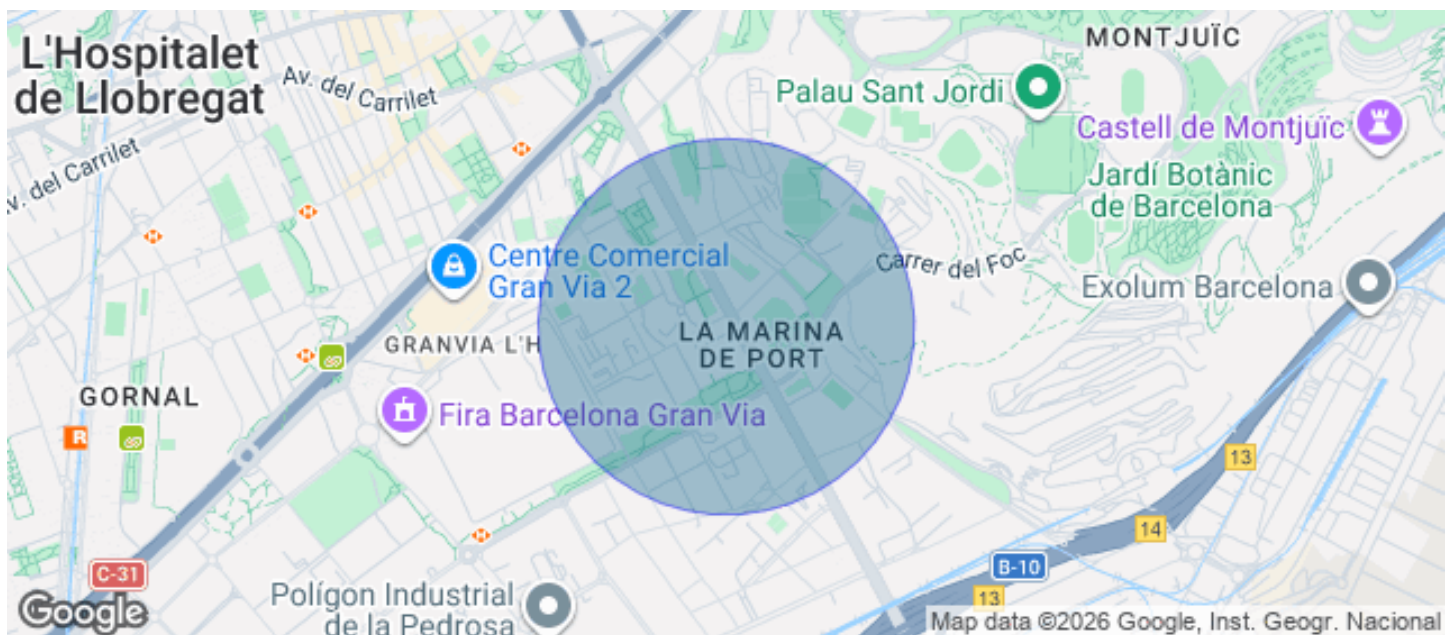 L'Hospitalet
de Llobregat
Av. del Carrilet
Av. del Carrilet
MONTJUÏC
Palau Sant Jordi
Castell de Montjuïc
Jardí Botànic
de Barcelona
Centre Comercial
Gran Via 2
Carrer del Foc
Exolum Barcelona
GRANVIA L'H
LA MARINA
DE PORT
GORNAL
Fira Barcelona Gran Via
R
13
14
B-10
13
C-31
Polígon Industrial
de la Pedrosa
Google
Map data ©2026 Google, Inst. Geogr. Nacional